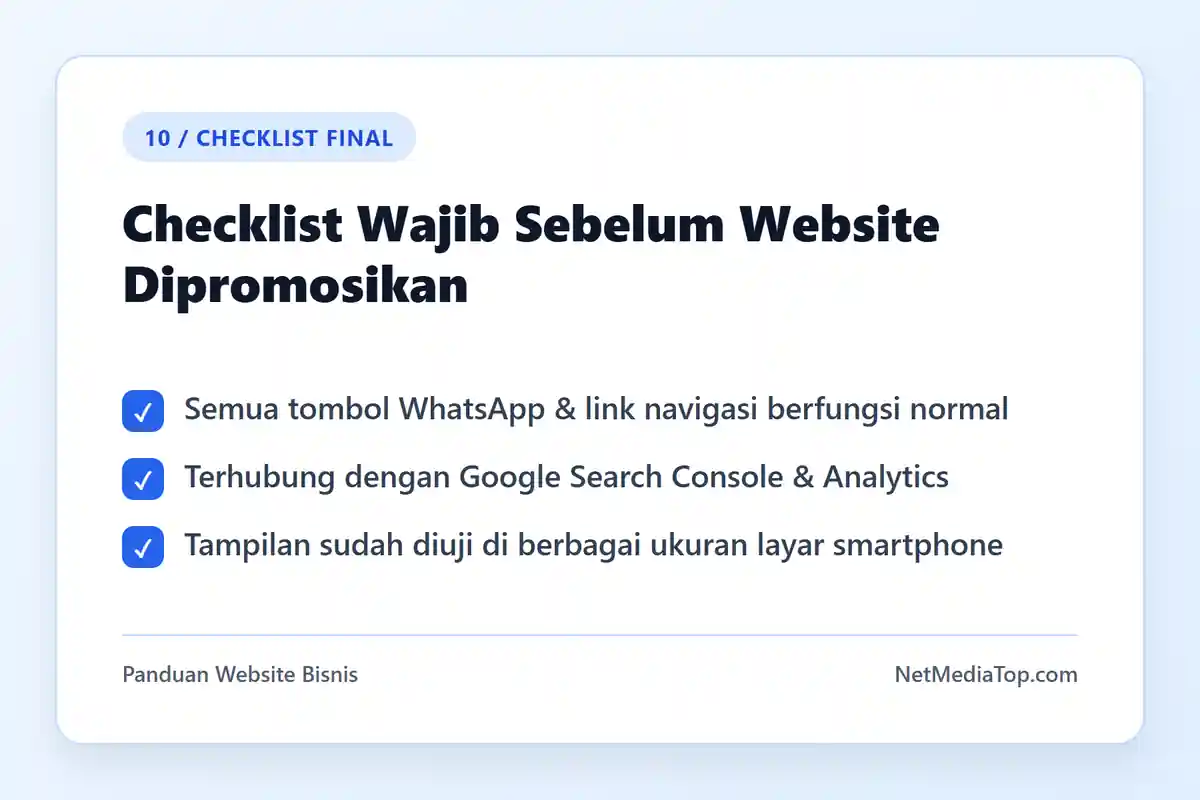 10 / CHECKLIST FINAL
Checklist Wajib Sebelum Website
Dipromosikan
Semua tombol WhatsApp & link navigasi berfungsi normal
Terhubung dengan Google Search Console & Analytics
Tampilan sudah diuji di berbagai ukuran layar smartphone
Panduan Website Bisnis
NetMediaTop.com